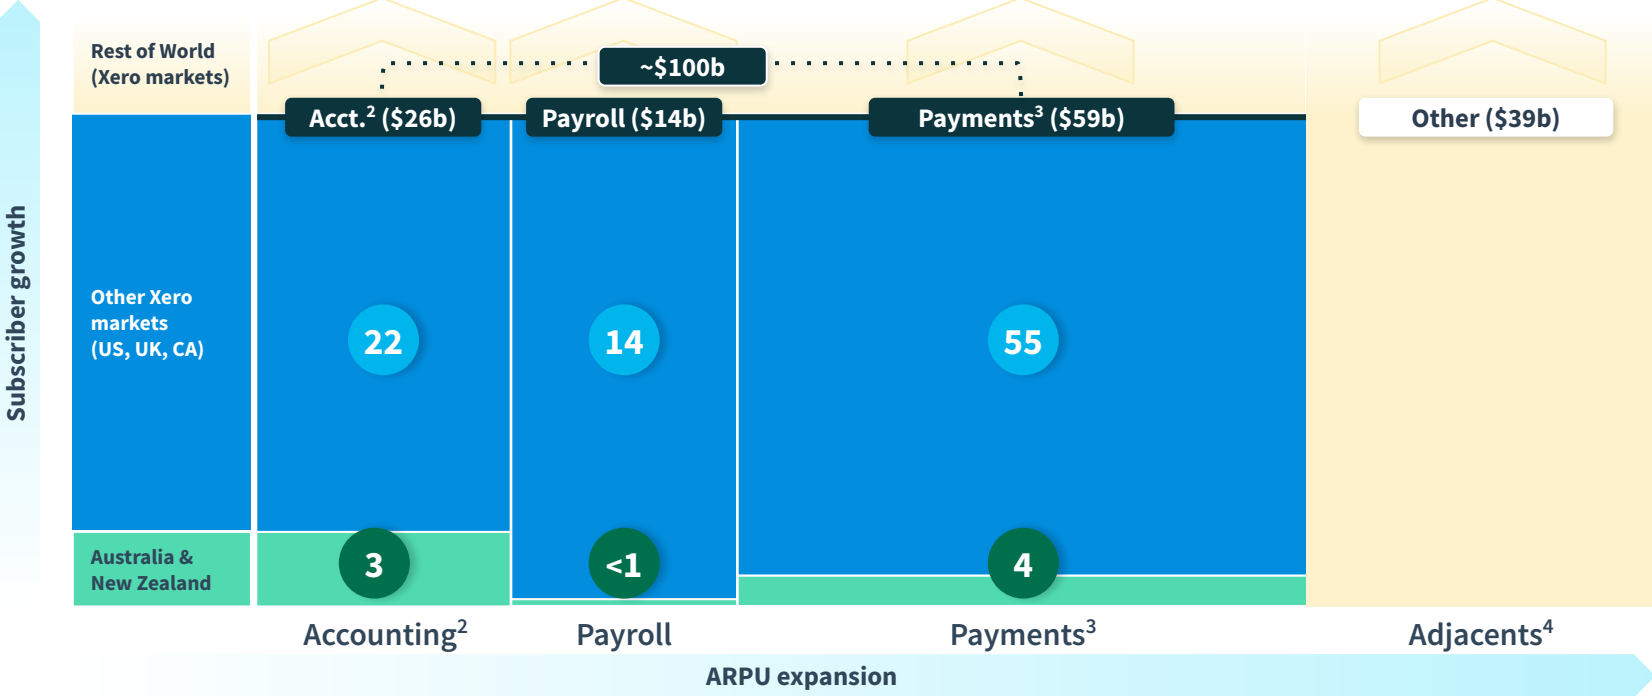 Rest of World
(Xero markets)
~$100b
Acct.² ($26b)
Payroll ($14b)
Payments³ ($59b)
Other ($39b)
Subscriber growth
Other Xero
markets
(US, UK, CA)
22
14
55
Australia &
New Zealand
3
<1
4
Accounting²
Payroll
Payments³
Adjacents⁴
ARPU expansion